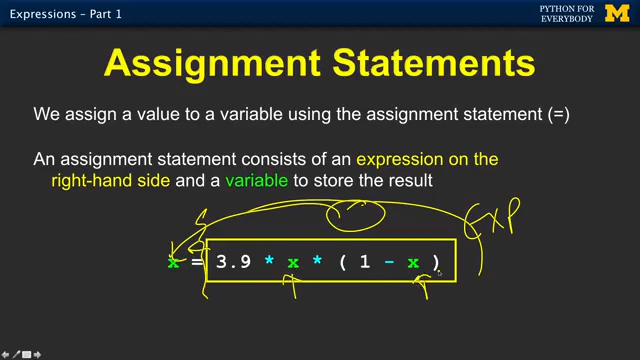 Expressions – Part 1
PYTHON FOR
EVERYBODY
M
Assignment Statements
We assign a value to a variable using the assignment statement (=)
An assignment statement consists of an expression on the
right-hand side and a variable to store the result
EXP
x = 3.9 * x * ( 1 - x )